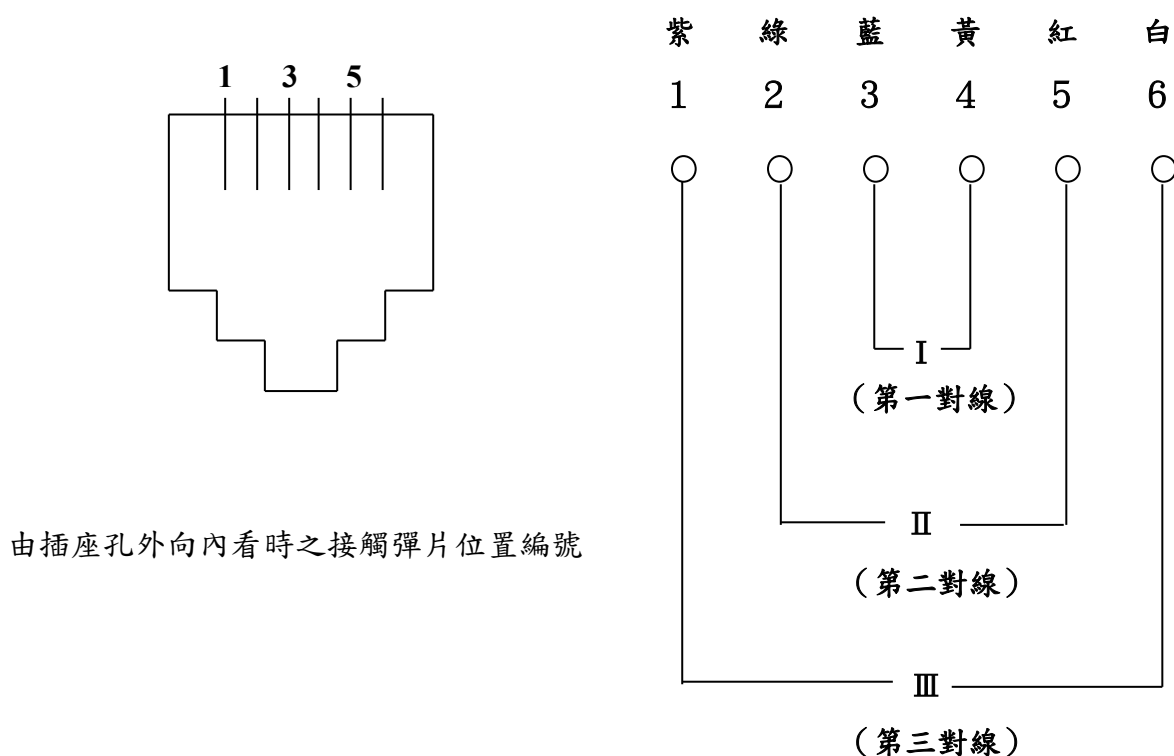 1 3 5
由插座孔外向內看時之接觸彈片位置編號
紫 綠 藍 黃 紅 白
1 2 3 4 5 6
Ⅰ
（第一對線）
Ⅱ
（第二對線）
Ⅲ
（第三對線）